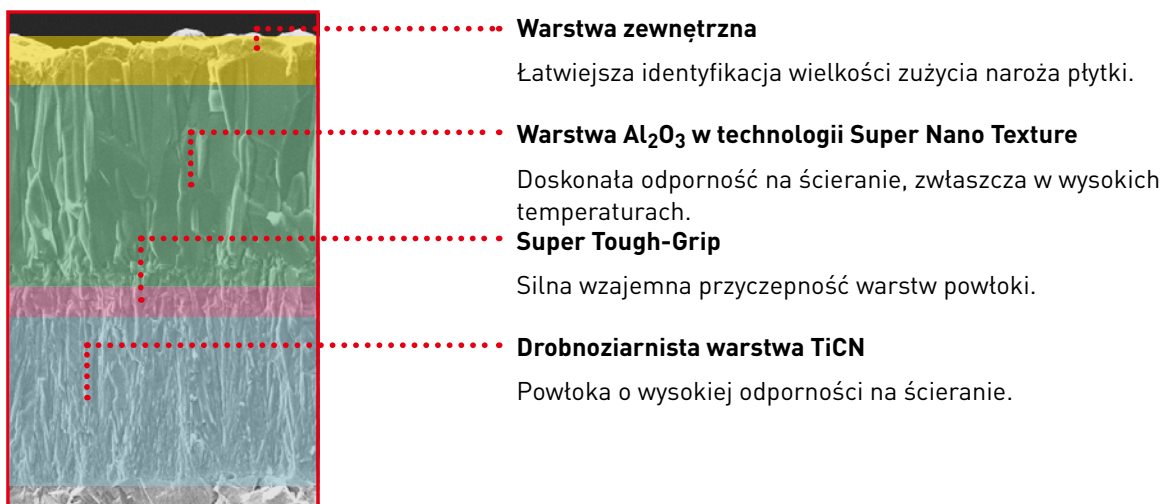 Warstwa zewnętrzna
Łatwiejsza identyfikacja wielkości zużycia naroża płytki.
Warstwa Al₂O₃ w technologii Super Nano Texture
Doskonała odporność na ścieranie, zwłaszcza w wysokich
temperaturach.
Super Tough-Grip
Silna wzajemna przyczepność warstw powłoki.
Drobnoziarnista warstwa TiCN
Powłoka o wysokiej odporności na ścieranie.